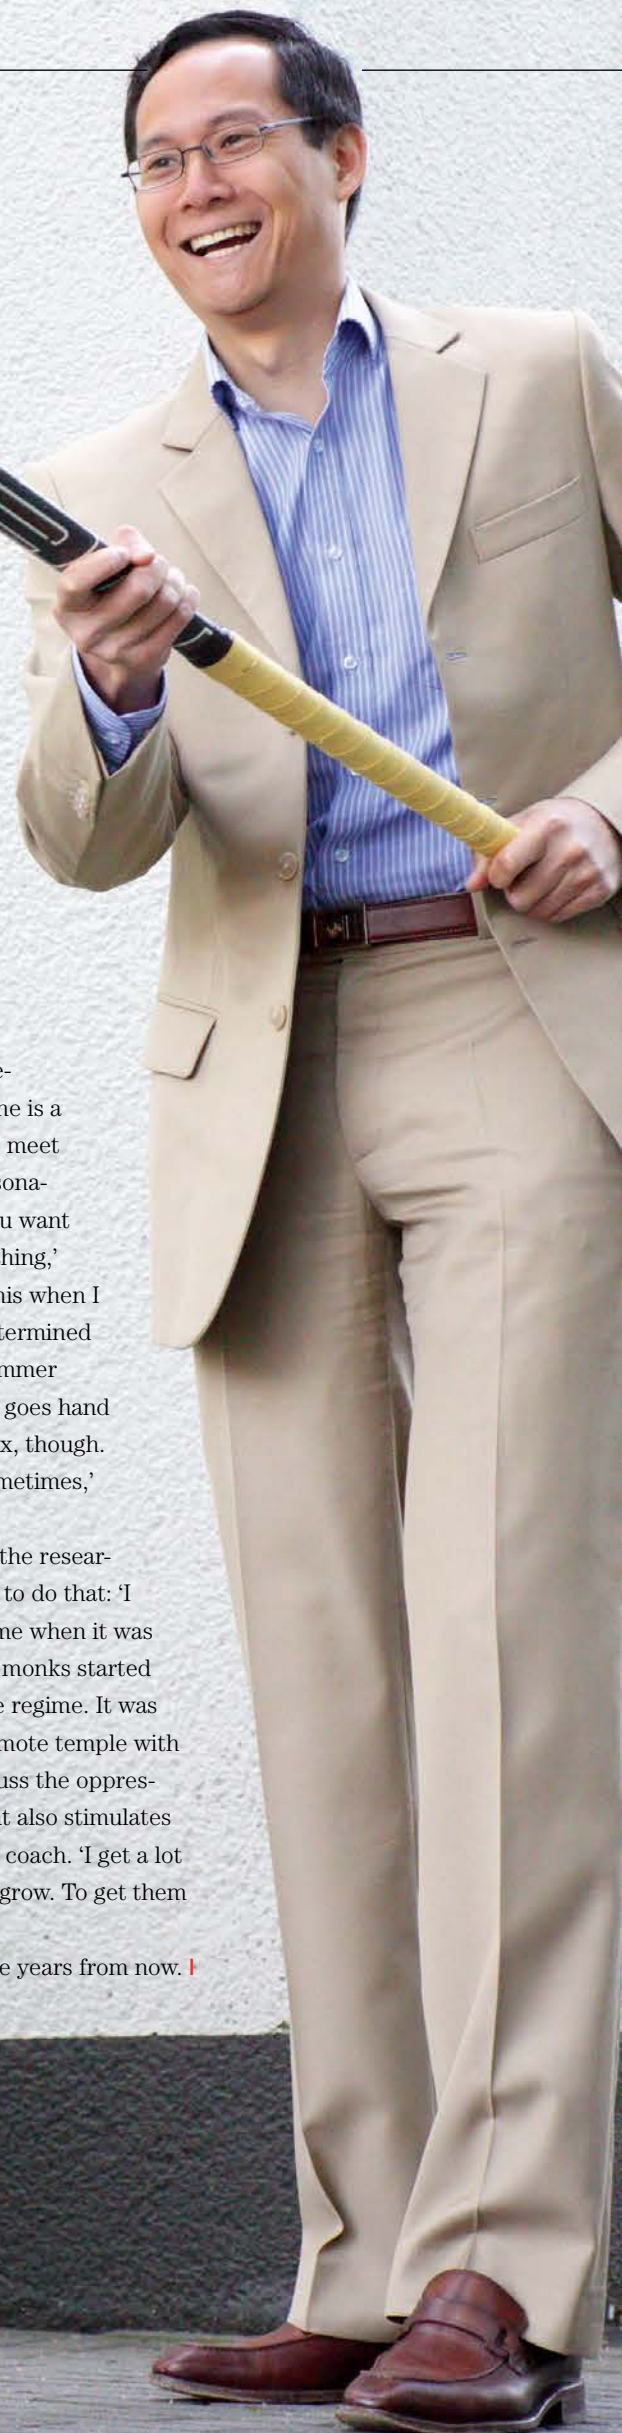 e-
ne is a
meet
sona-
u want
hing,’
his when I
termined
mmer
goes hand
x, though.
metimes,’
the resear-
to do that: ‘I
me when it was
monks started
e regime. It was
mote temple with
uss the oppres-
t also stimulates
coach. ‘I get a lot
grow. To get them
e years from now.